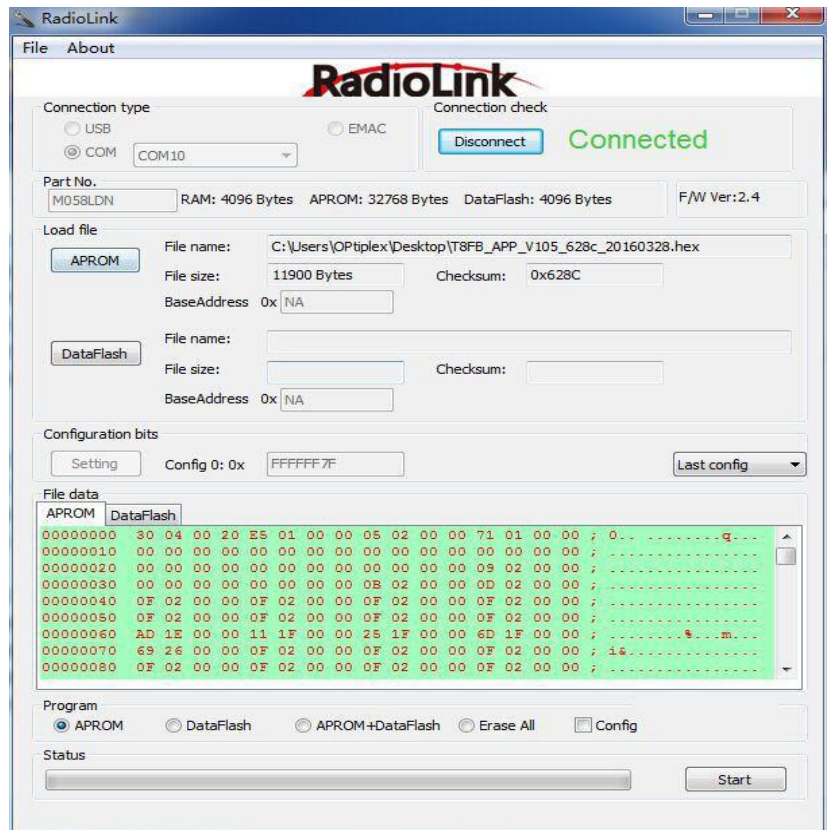 RadioLink
File About
RadioLink
Connection type
USB
EMAC
COM COM10
Connection check
Disconnect Connected
Part No.
M058LDN RAM: 4096 Bytes APROM: 32768 Bytes DataFlash: 4096 Bytes F/W Ver:2.4
Load file
APROM
File name: C:\Users\OPtiplex\Desktop\T8FB_APP_V105_628c_20160328.hex
File size: 11900 Bytes Checksum: 0x628C
BaseAddress 0x NA
DataFlash
File name:
File size: Checksum:
BaseAddress 0x NA
Configuration bits
Setting Config 0: 0x FFFFFF7F Last config
File data
APROM DataFlash
00000000 30 04 00 20 E5 01 00 00 05 02 00 00 71 01 00 00 ; 0.. ........q...
00000010 00 00 00 00 00 00 00 00 00 00 00 00 00 00 00 00 ; ................
00000020 00 00 00 00 00 00 00 00 00 00 00 00 09 02 00 00 ; ................
00000030 00 00 00 00 00 00 00 00 0B 02 00 00 0D 02 00 00 ; ................
00000040 0F 02 00 00 0F 02 00 00 0F 02 00 00 0F 02 00 00 ; ................
00000050 0F 02 00 00 0F 02 00 00 0F 02 00 00 0F 02 00 00 ; ................
00000060 AD 1E 00 00 11 1F 00 00 25 1F 00 00 6D 1F 00 00 ; ........%...m...
00000070 69 26 00 00 0F 02 00 00 0F 02 00 00 0F 02 00 00 ; i&..............
00000080 0F 02 00 00 0F 02 00 00 0F 02 00 00 0F 02 00 00 ; ................
Program
APROM DataFlash APROM+DataFlash Erase All Config
Status
Start